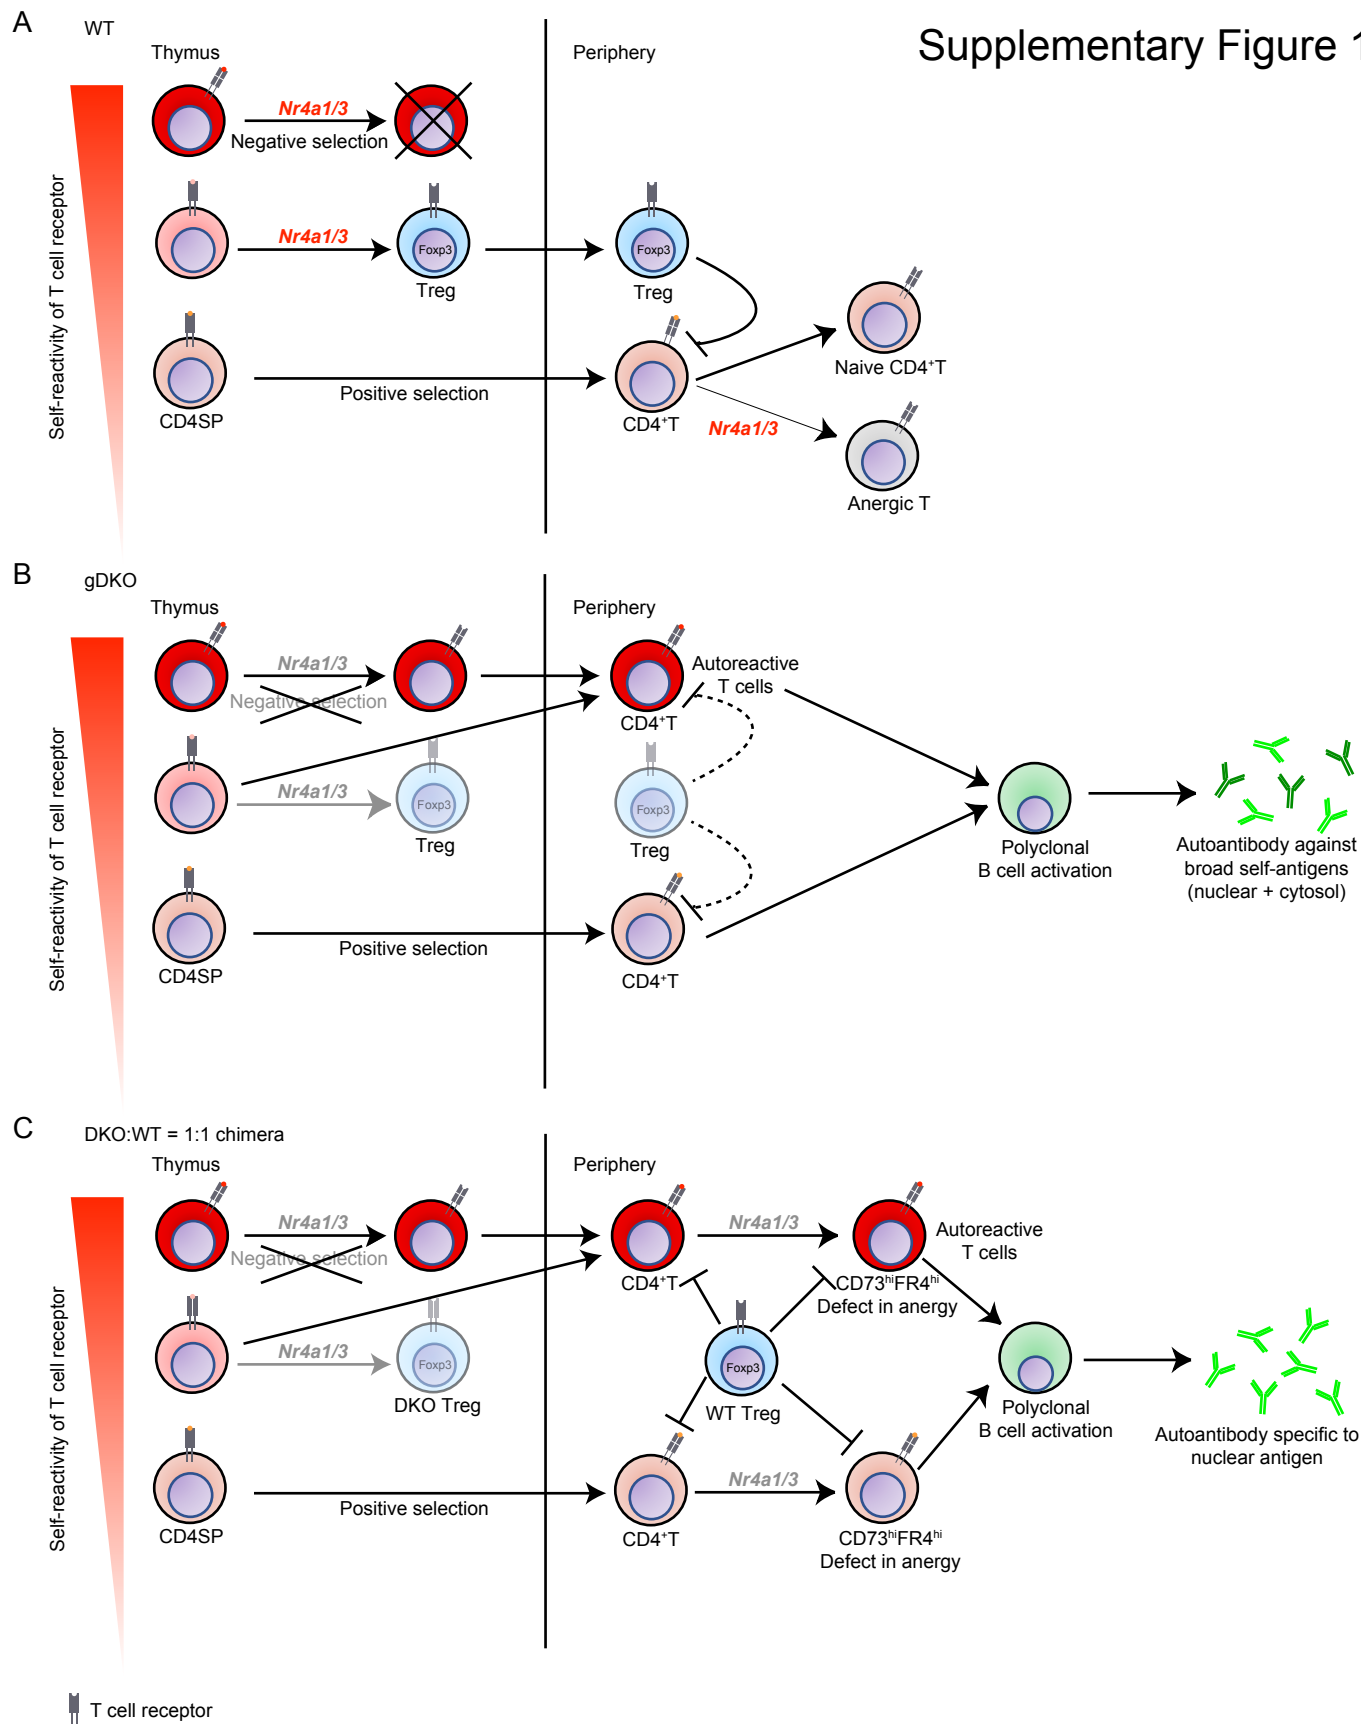 Supplementary Figure 1
A
WT
Thymus
Periphery
Self-reactivity of T cell receptor
Nr4a1/3
Negative selection
Nr4a1/3
Foxp3
Foxp3
Treg
Treg
Naive CD4+T
Positive selection
CD4SP
CD4+T
Nr4a1/3
Anergic T
B
gDKO
Thymus
Periphery
Self-reactivity of T cell receptor
Nr4a1/3
Negative selection
Autoreactive
T cells
CD4+T
Nr4a1/3
Foxp3
Foxp3
Treg
Treg
Polyclonal
B cell activation
Autoantibody against
broad self-antigens
(nuclear + cytosol)
Positive selection
CD4SP
CD4+T
C
DKO:WT = 1:1 chimera
Thymus
Periphery
Self-reactivity of T cell receptor
Nr4a1/3
Negative selection
Nr4a1/3
Autoreactive
T cells
CD4+T
CD73hiFR4hi
Defect in anergy
Nr4a1/3
Foxp3
Foxp3
DKO Treg
WT Treg
Polyclonal
B cell activation
Autoantibody specific to
nuclear antigen
Positive selection
Nr4a1/3
CD4SP
CD4+T
CD73hiFR4hi
Defect in anergy
T cell receptor